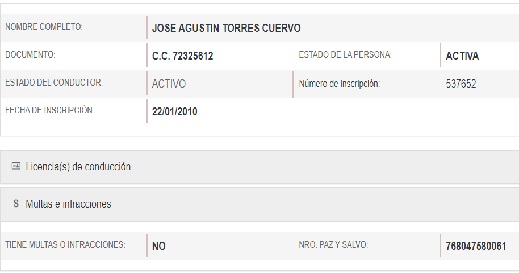 NOMBRE COMPLETO: JOSE AGUSTIN TORRES CUERVO
DOCUMENTO: C.C. 72325612 ESTADO DE LA PERSONA: ACTIVA
ESTADO DEL CONDUCTOR: ACTIVO Número de inscripción: 537652
FECHA DE INSCRIPCIÓN: 22/01/2010
Licencia(s) de conducción
$ Multas e infracciones
TIENE MULTAS O INFRACCIONES: NO NRO. PAZ Y SALVO: 768047580061